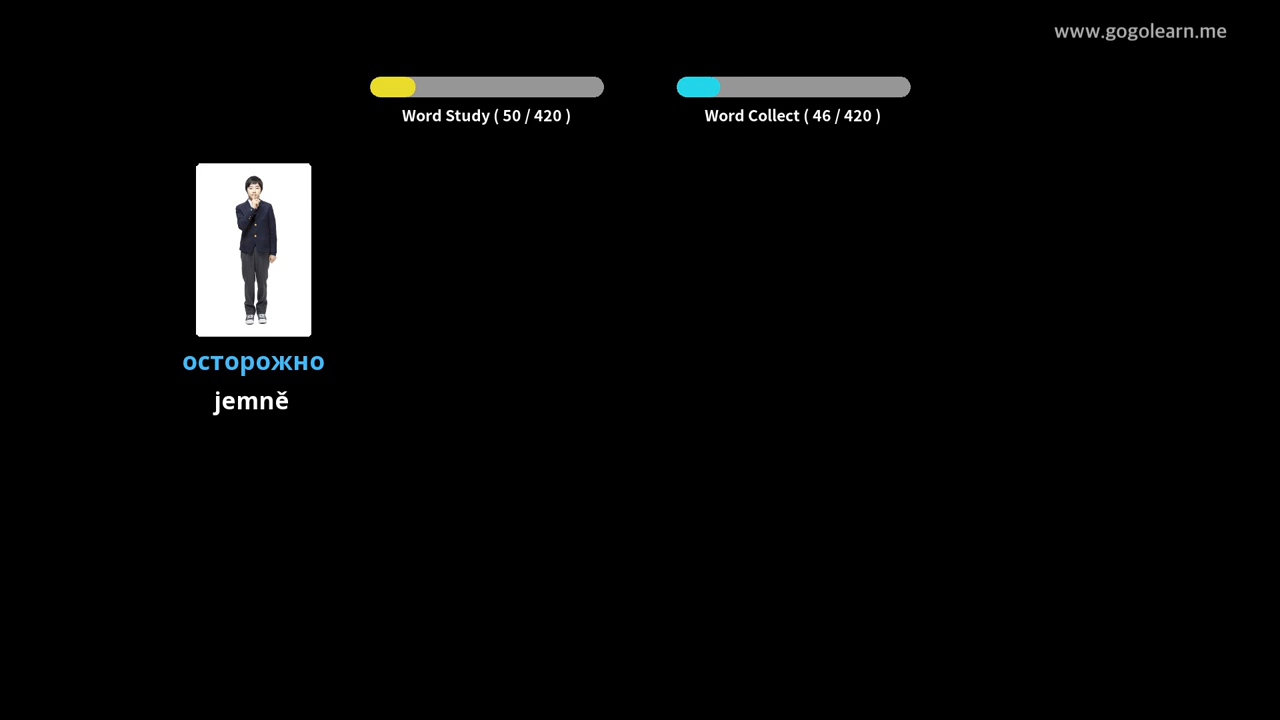 www.gogolearn.me
Word Study ( 50 / 420 )
Word Collect ( 46 / 420 )
осторожно
jemně